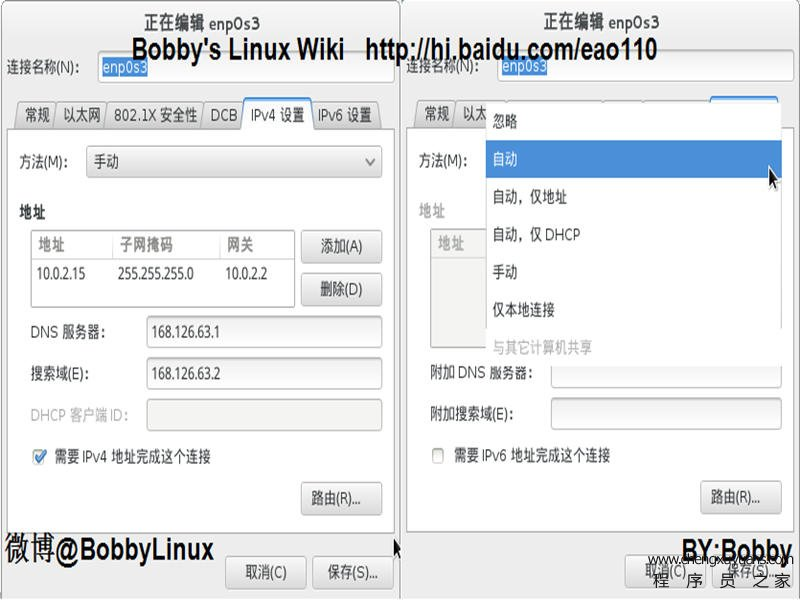 正在编辑 enp0s3
正在编辑 enp0s3
Bobby's Linux Wiki http://hi.baidu.com/eao110
连接名称(N): enp0s3
连接名称(N): enp0s3
常规 以太网 802.1X 安全性 DCB IPv4 设置 IPv6 设置
方法(M): 手动
地址
地址 子网掩码 网关
10.0.2.15 255.255.255.0 10.0.2.2
添加(A)
删除(D)
DNS 服务器: 168.126.63.1
搜索域(E): 168.126.63.2
DHCP 客户端 ID:
需要 IPv4 地址完成这个连接
路由(R)...
微博@BobbyLinux
取消(C) 保存(S)...
常规 以太
方法(M):
忽略
自动
自动，仅地址
自动，仅 DHCP
手动
仅本地连接
与其它计算机共享
地址
地址
附加 DNS 服务器:
附加搜索域(E):
需要 IPv6 地址完成这个连接
路由(R)...
BY:Bobby
取消(C) 保存(S)...
www.chengxuyuans.com
程序员之家